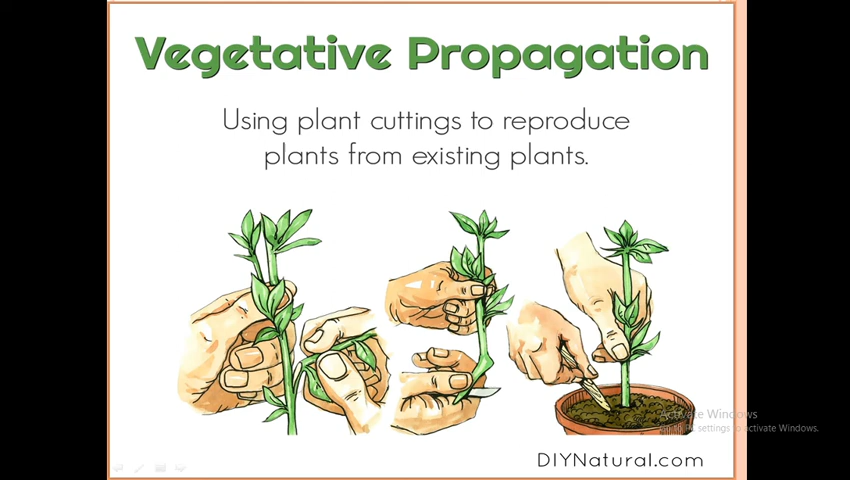 Vegetative Propagation
Using plant cuttings to reproduce
plants from existing plants.
Activate Windows
Go to PC settings to activate Windows.
DIYNatural.com